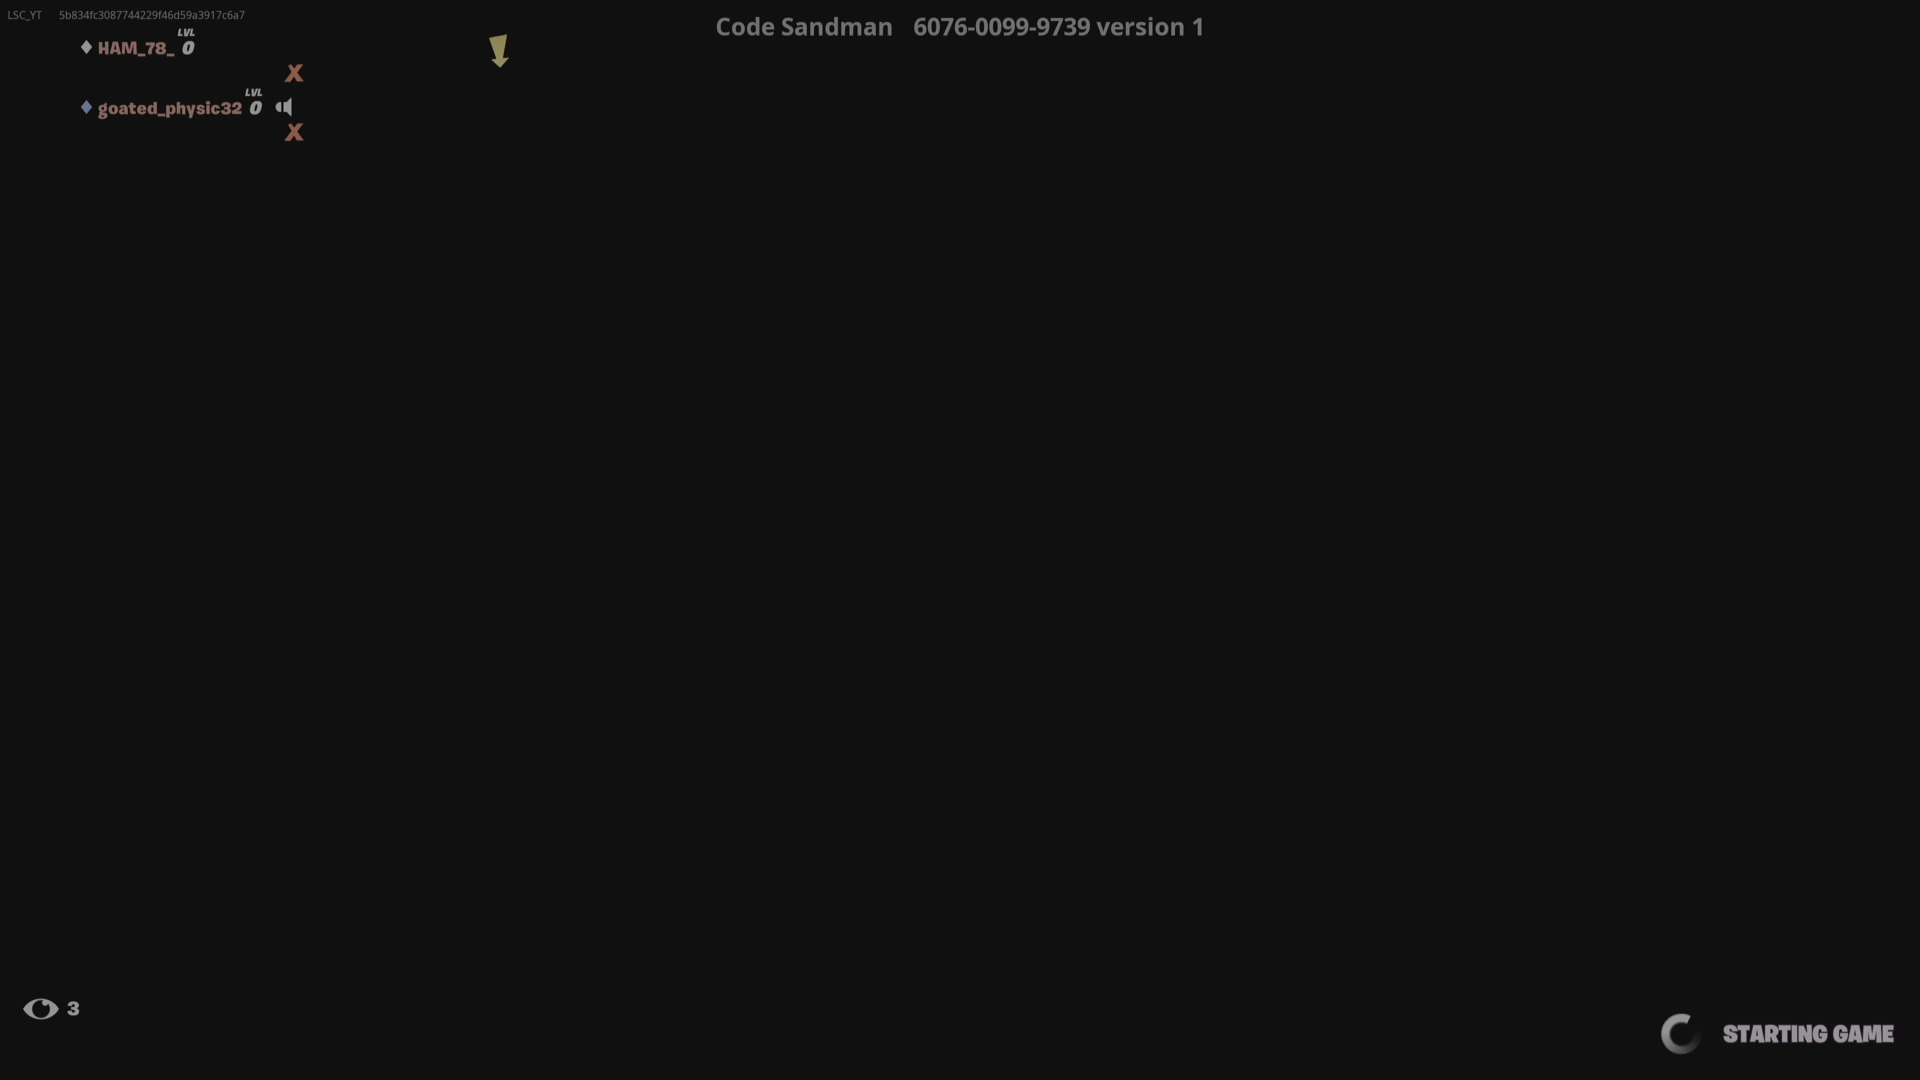 LSC_YT 5b834fc3087744229f46d59a3917c6a7
Code Sandman 6076-0099-9739 version 1
LVL
HAM_78_ 0
X
LVL
goated_physic32 0
X
3
STARTING GAME